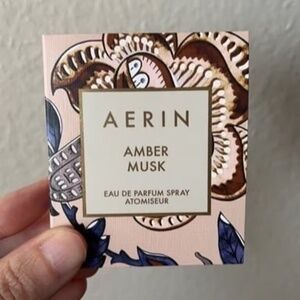 AERIN
AMBER
MUSK
EAU DE PARFUM SPRAY
ATOMISEUR